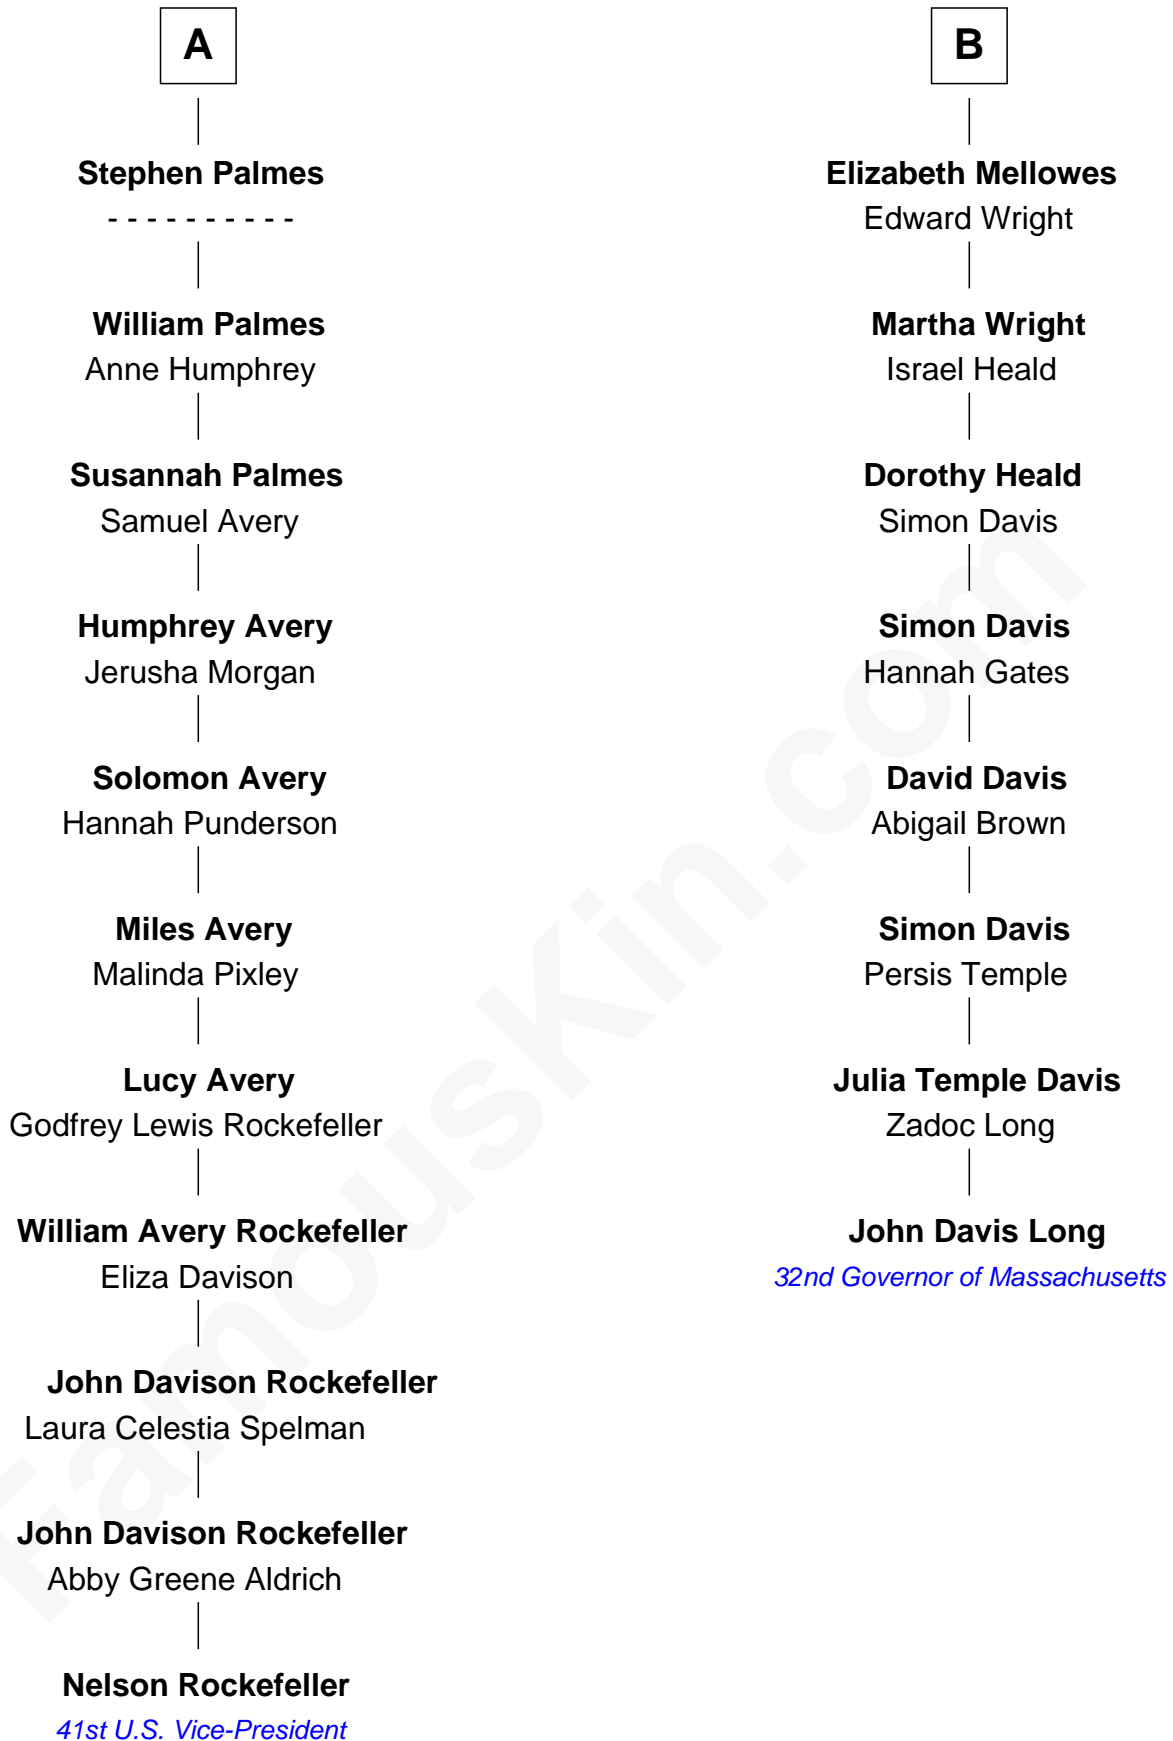 A
Stephen Palmes
- - - - - - - - - -
William Palmes
Anne Humphrey
Susannah Palmes
Samuel Avery
Humphrey Avery
Jerusha Morgan
Solomon Avery
Hannah Punderson
Miles Avery
Malinda Pixley
Lucy Avery
Godfrey Lewis Rockefeller
William Avery Rockefeller
Eliza Davison
John Davison Rockefeller
Laura Celestia Spelman
John Davison Rockefeller
Abby Greene Aldrich
Nelson Rockefeller
41st U.S. Vice-President
B
Elizabeth Mellowes
Edward Wright
Martha Wright
Israel Heald
Dorothy Heald
Simon Davis
Simon Davis
Hannah Gates
David Davis
Abigail Brown
Simon Davis
Persis Temple
Julia Temple Davis
Zadoc Long
John Davis Long
32nd Governor of Massachusetts
FamousKin.com